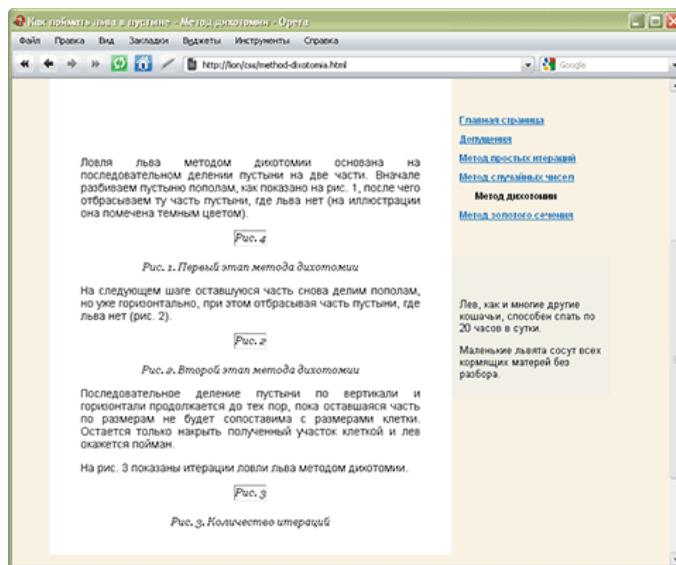 Как поймать льва в пустыне - Метод дихотомии - Opera
Файл Правка Вид Закладки Виджеты Инструменты Справка
http://lion/css/method-dixotomia.html
Google
Ловля льва методом дихотомии основана на
последовательном делении пустыни на две части. Вначале
разбиваем пустыню пополам, как показано на рис. 1, после чего
отбрасываем ту часть пустыни, где льва нет (на иллюстрации
она помечена темным цветом).
Рис. 4
Рис. 1. Первый этап метода дихотомии
На следующем шаге оставшуюся часть снова делим пополам,
но уже горизонтально, при этом отбрасывая часть пустыни, где
льва нет (рис. 2).
Рис. 2
Рис. 2. Второй этап метода дихотомии
Последовательное деление пустыни по вертикали и
горизонтали продолжается до тех пор, пока оставшаяся часть
по размерам не будет сопоставима с размерами клетки.
Остается только накрыть полученный участок клеткой и лев
окажется пойман.
На рис. 3 показаны итерации ловли льва методом дихотомии.
Рис. 3
Рис. 3. Количество итераций
Главная страница
Допущения
Метод простых итераций
Метод случайных чисел
Метод дихотомии
Метод золотого сечения
Лев, как и многие другие
кошачьи, способен спать по
20 часов в сутки.
Маленькие львята сосут всех
кормящих матерей без
разбора.